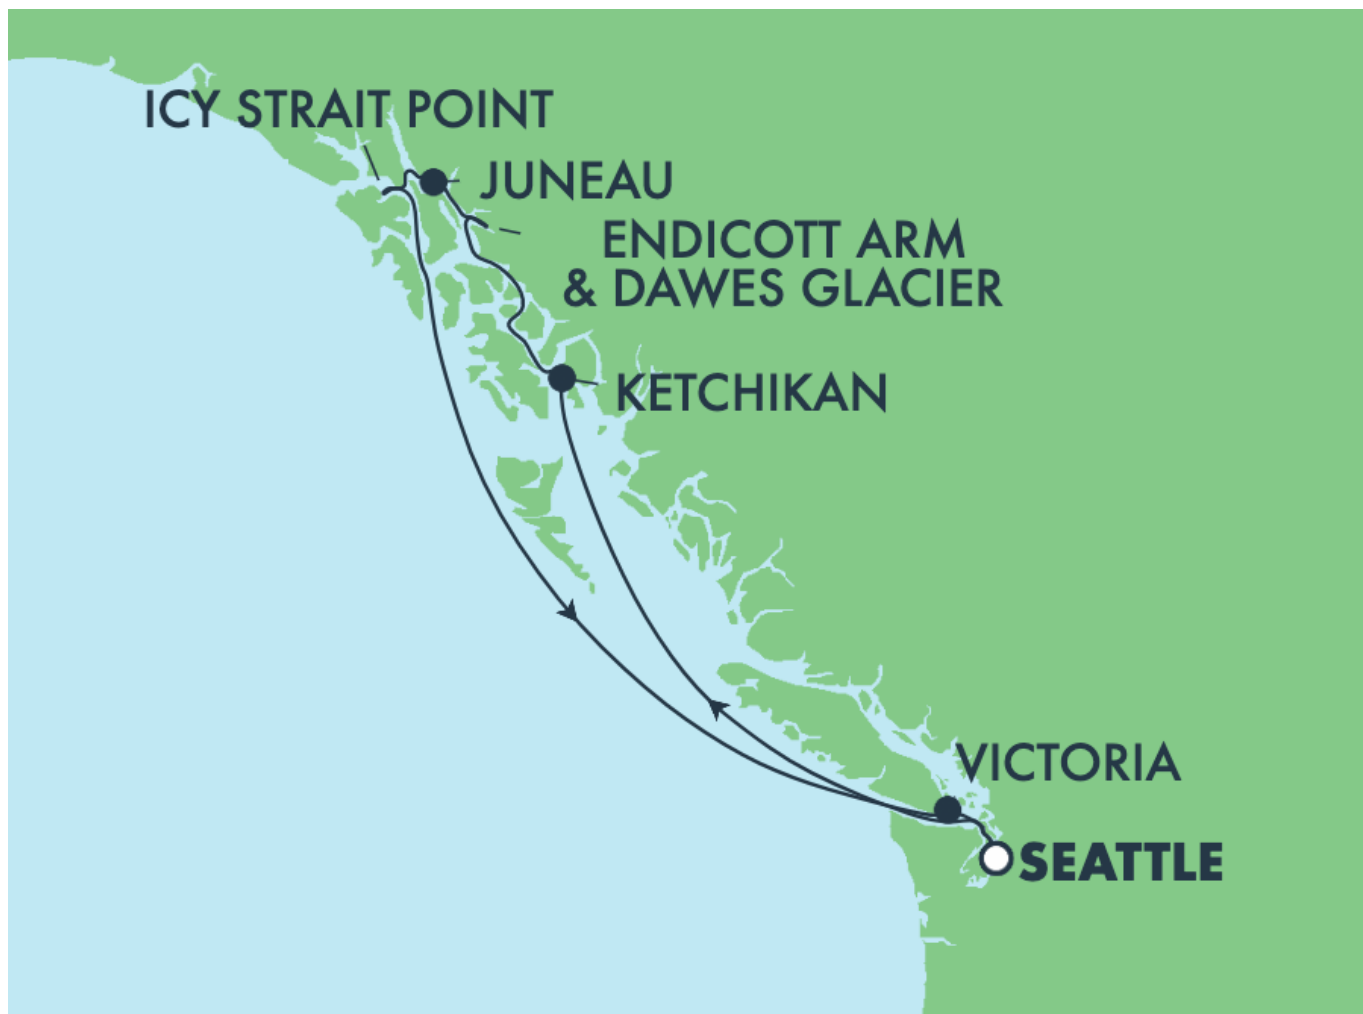 ICY STRAIT POINT
JUNEAU
ENDICOTT ARM
& DAWES GLACIER
KETCHIKAN
VICTORIA
SEATTLE